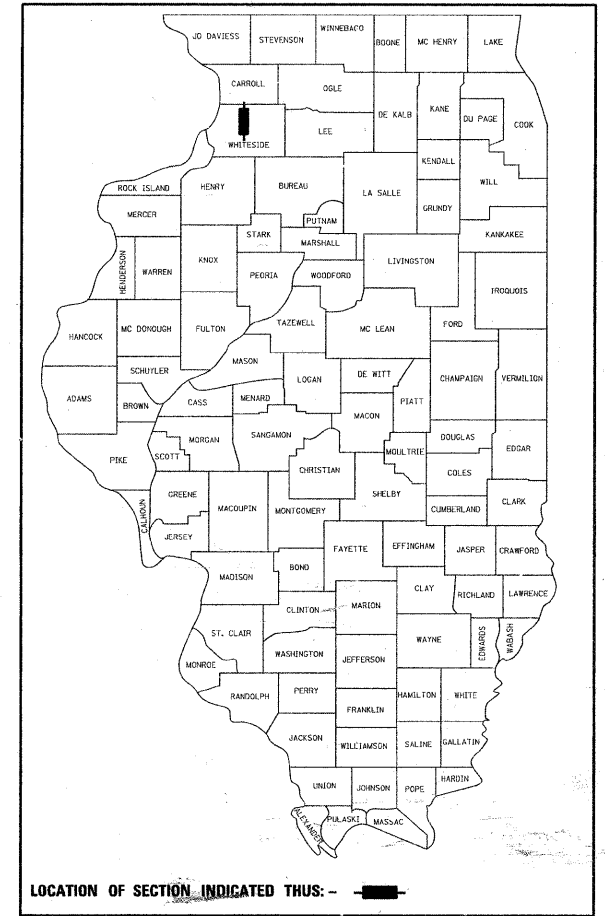 JO DAVIESS
STEVENSON
WINNEBACO
BOONE
MC HENRY
LAKE
CARROLL
OGLE
DE KALB
KANE
DU PAGE
COOK
WHITESIDE
LEE
KENDALL
WILL
ROCK ISLAND
HENRY
BUREAU
LA SALLE
GRUNDY
MERCER
PUTNAM
STARK
MARSHALL
KANKAKEE
HENDERSON
WARREN
KNOX
PEORIA
WOODFORD
LIVINGSTON
IROQUOIS
HANCOCK
MC DONOUGH
FULTON
TAZEWELL
MC LEAN
FORD
MASON
SCHUYLER
LOGAN
DE WITT
CHAMPAIGN
VERMILION
ADAMS
BROWN
CASS
MENARD
PIATT
MACON
MORGAN
SANGAMON
DOUGLAS
MOULTRIE
EDGAR
PIKE
SCOTT
CHRISTIAN
COLES
GREENE
MACOUPIN
MONTGOMERY
SHELBY
CUMBERLAND
CLARK
CALHOUN
JERSEY
FAYETTE
EFFINGHAM
JASPER
CRAWFORD
BOND
MADISON
CLAY
RICHLAND
LAWRENCE
CLINTON
MARION
ST. CLAIR
WAYNE
EDWARDS
WABASH
WASHINGTON
MONROE
JEFFERSON
RANDOLPH
PERRY
HAMILTON
WHITE
FRANKLIN
JACKSON
WILLIAMSON
SALINE
GALLATIN
UNION
JOHNSON
POPE
HARDIN
ALEXANDER
PULASKI
MASSAC
LOCATION OF SECTION INDICATED THUS: -